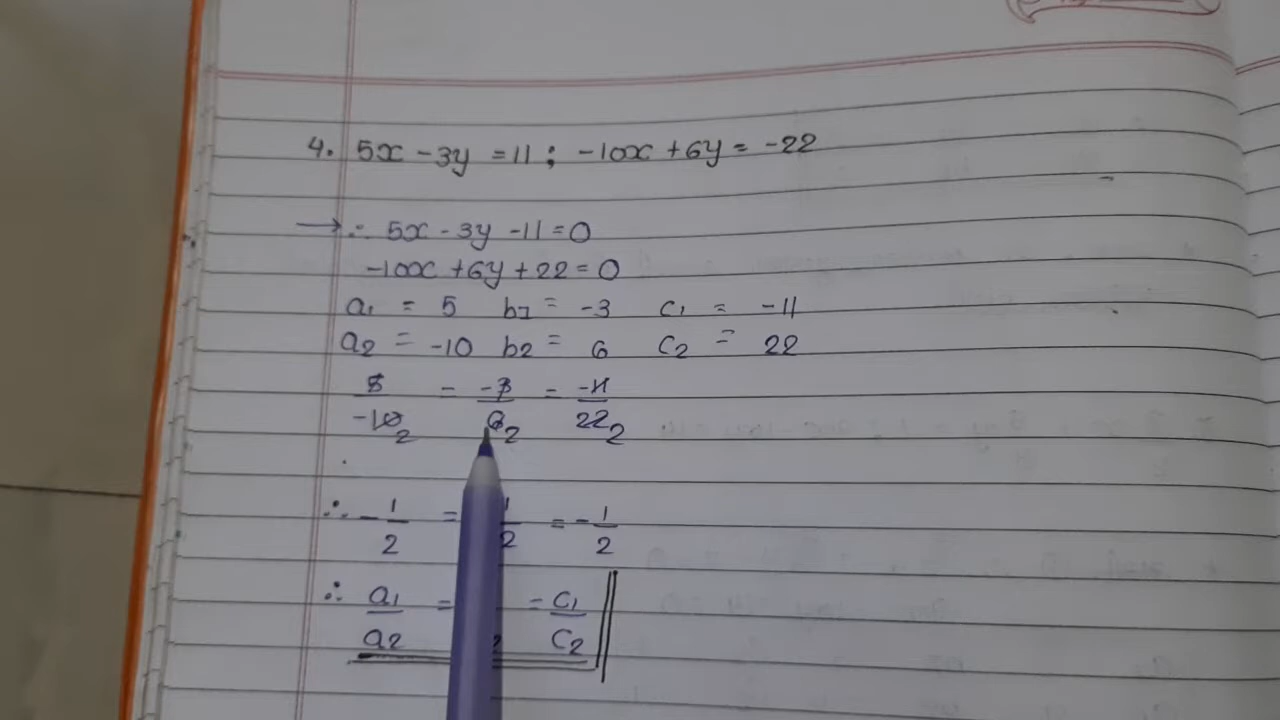 4. 5x - 3y = 11 ; -10x + 6y = -22
→ ∴ 5x - 3y - 11 = 0
-10x + 6y + 22 = 0
a1 = 5 b1 = -3 c1 = -11
a2 = -10 b2 = 6 c2 = 22
5/-10 2 = -3/6 2 = -11/22 2
∴ -1/2 = 1/2 = -1/2
∴ a1/a2 = 2 = c1/c2